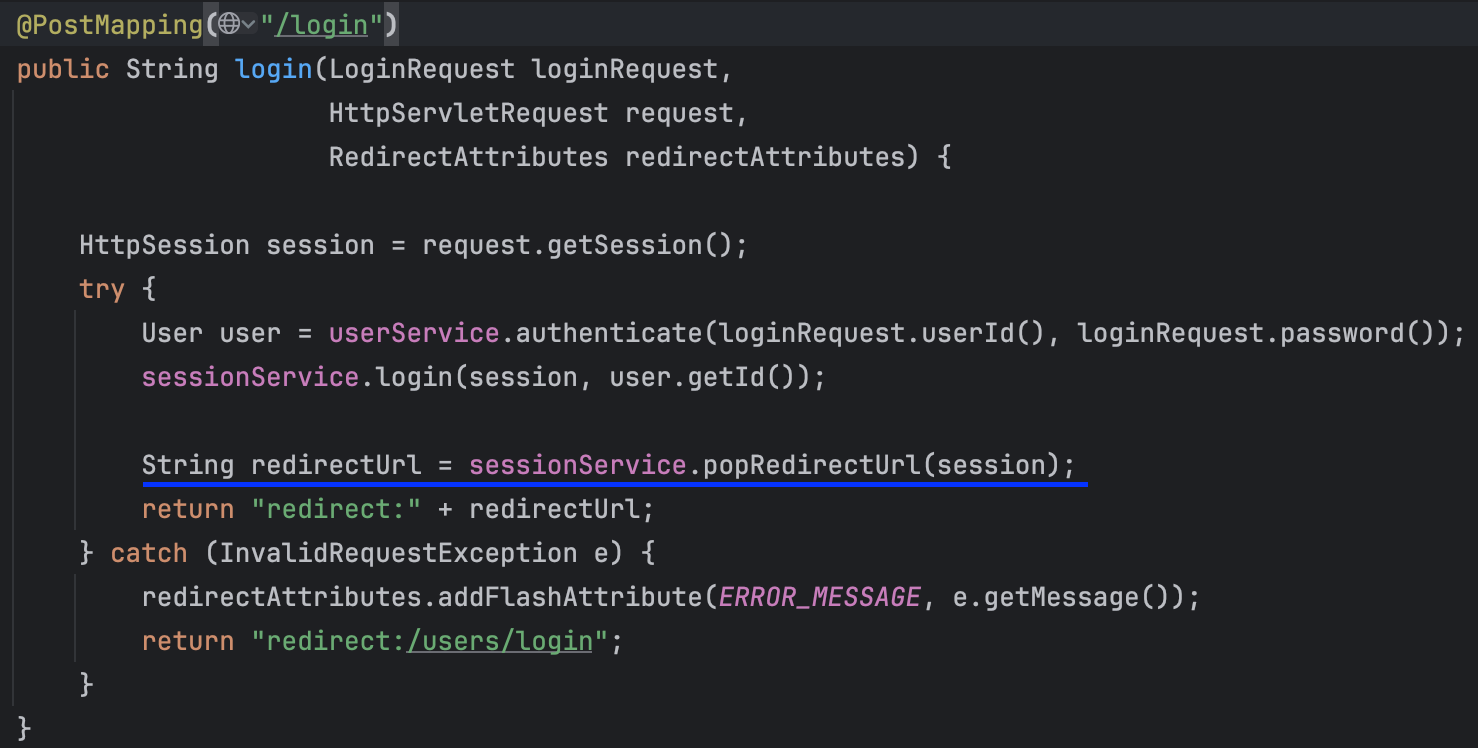 @PostMapping("/login")
public String login(LoginRequest loginRequest,
                    HttpServletRequest request,
                    RedirectAttributes redirectAttributes) {

    HttpSession session = request.getSession();
    try {
        User user = userService.authenticate(loginRequest.userId(), loginRequest.password());
        sessionService.login(session, user.getId());

        String redirectUrl = sessionService.popRedirectUrl(session);
        return "redirect:" + redirectUrl;
    } catch (InvalidRequestException e) {
        redirectAttributes.addFlashAttribute(ERROR_MESSAGE, e.getMessage());
        return "redirect:/users/login";
    }
}